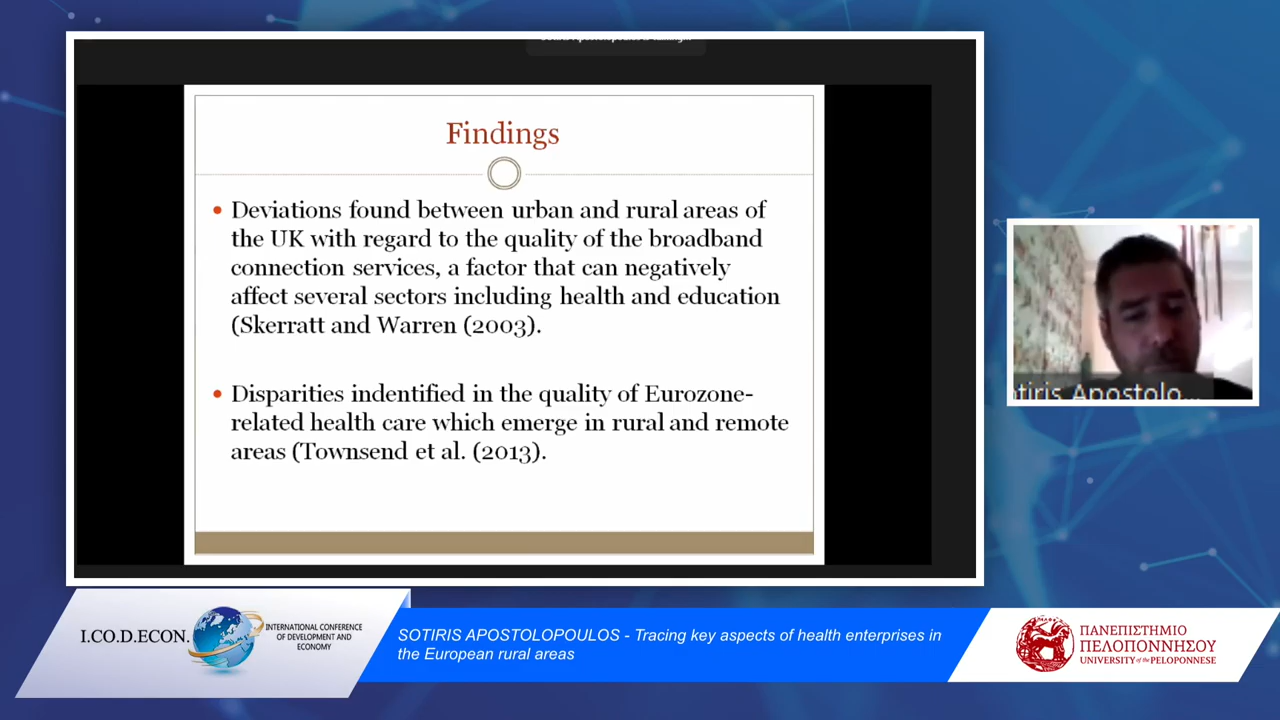 Findings
• Deviations found between urban and rural areas of
the UK with regard to the quality of the broadband
connection services, a factor that can negatively
affect several sectors including health and education
(Skerratt and Warren (2003).
• Disparities indentified in the quality of Eurozone-
related health care which emerge in rural and remote
areas (Townsend et al. (2013).
tiris Apostolo...
I.CO.D.ECON.
INTERNATIONAL CONFERENCE
OF DEVELOPMENT AND
ECONOMY
SOTIRIS APOSTOLOPOULOS - Tracing key aspects of health enterprises in
the European rural areas
ΠΑΝΕΠΙΣΤΗΜΙΟ
ΠΕΛΟΠΟΝΝΗΣΟΥ
UNIVERSITY of the PELOPONNESE